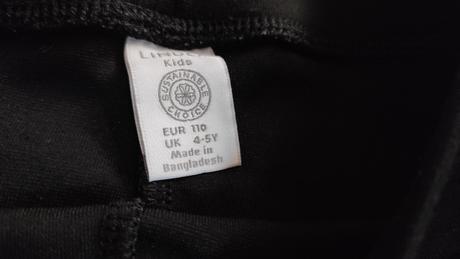 Kids
SUSTAINABLE
CHOICE
EUR 110
UK 4-5Y
Made in
Bangladesh